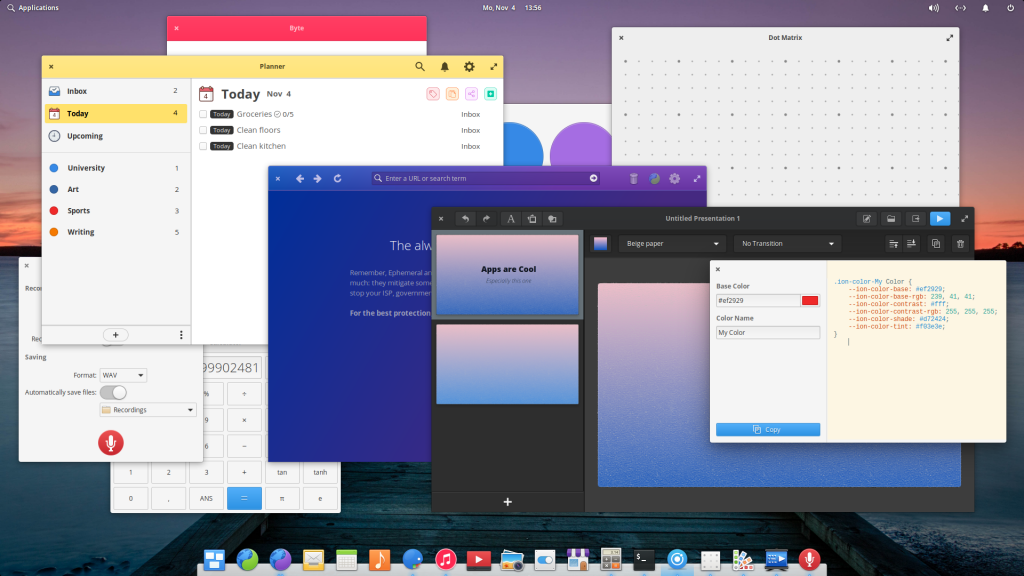 Applications
Mo, Nov 4 13:56
Byte
Dot Matrix
Planner
Inbox 2
Today 4
Upcoming
University 1
Art 2
Sports 3
Writing 5
Today Nov 4
4
Today Groceries 0/5 Inbox
Today Clean floors Inbox
Today Clean kitchen Inbox
Enter a URL or search term
The alw
Remember, Ephemeral an
much: they mitigate some
stop your ISP, governmen
For the best protection
Untitled Presentation 1
Beige paper
No Transition
Apps are Cool
Especially this one
Base Color
#ef2929
Color Name
My Color
Copy
.ion-color-My Color {
--ion-color-base: #ef2929;
--ion-color-base-rgb: 239, 41, 41;
--ion-color-contrast: #fff;
--ion-color-contrast-rgb: 255, 255, 255;
--ion-color-shade: #d72424;
--ion-color-tint: #f03e3e;
}
Recor
Rec
Saving
Format: WAV
Automatically save files:
Recordings
99902481
% ÷
9 ×
6 −
1 2 3 + tan tanh
0 , ANS = π e